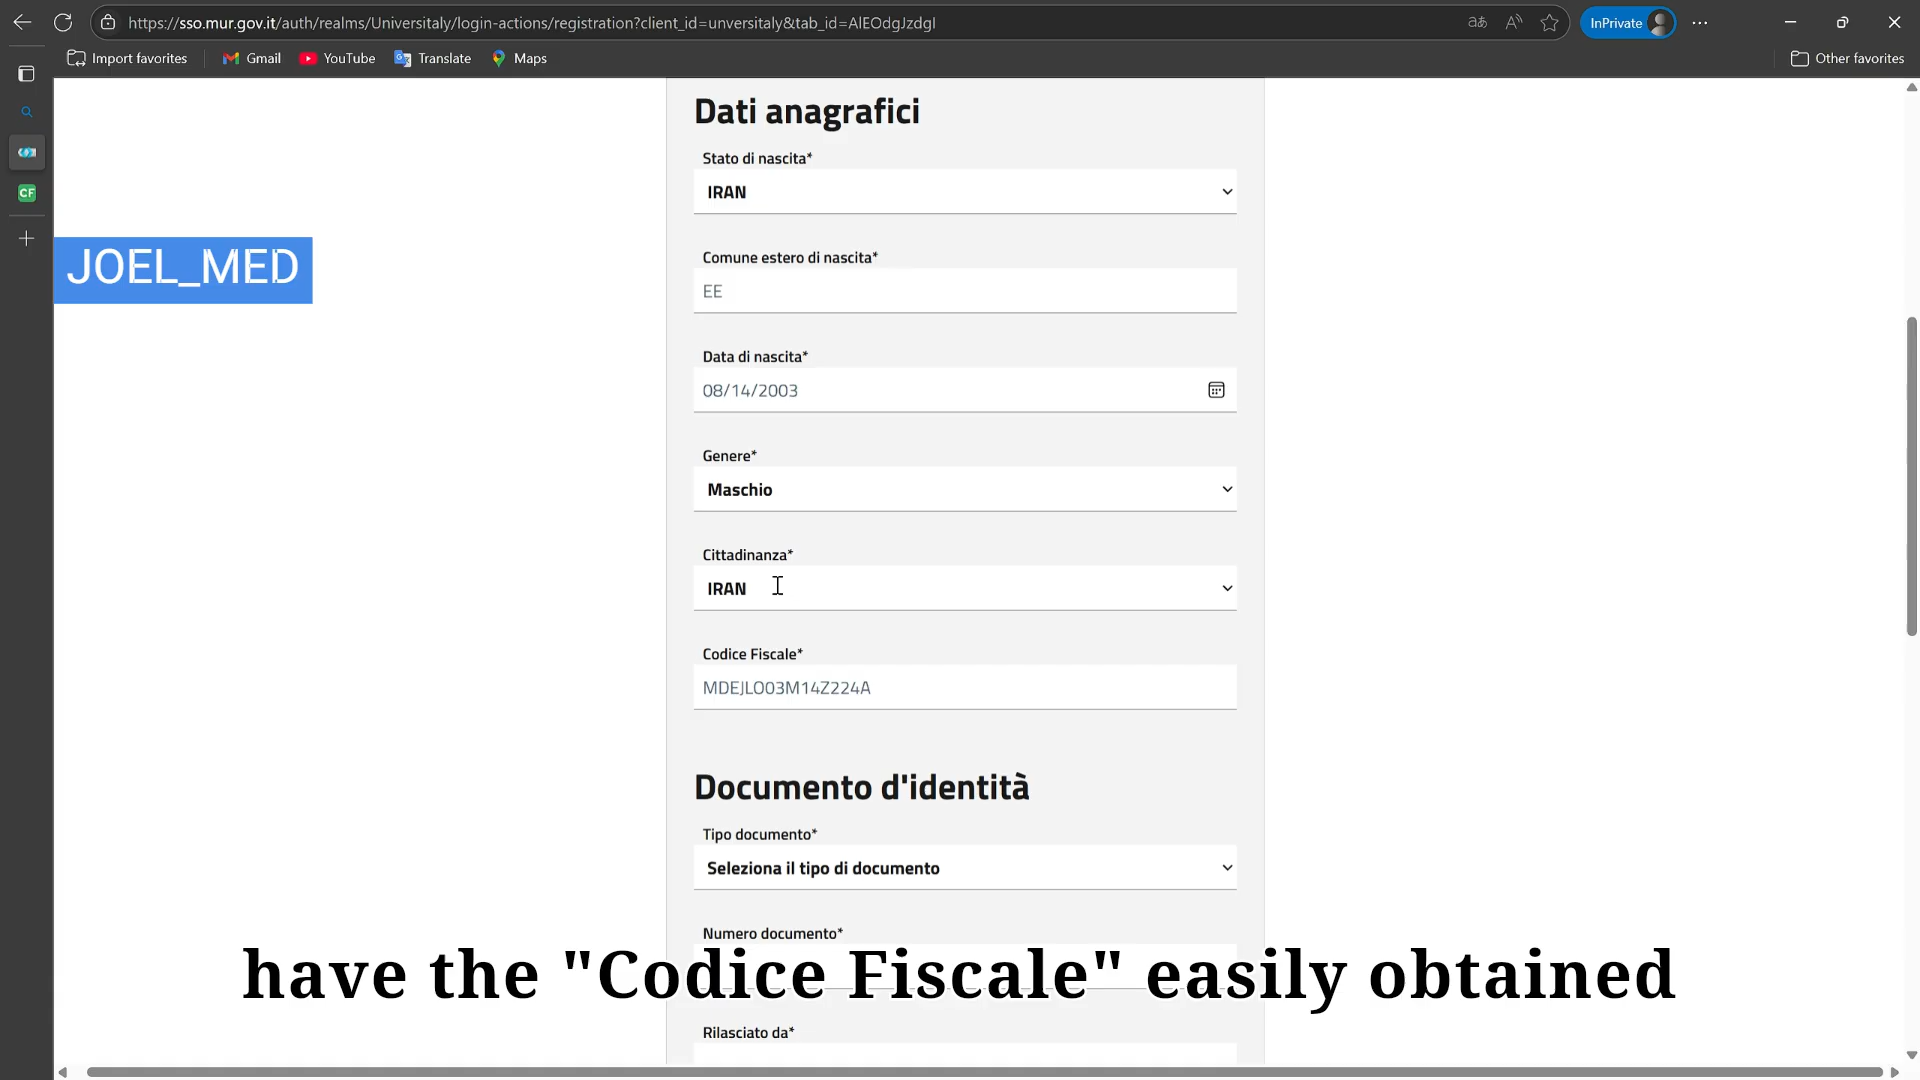 https://sso.mur.gov.it/auth/realms/Universitaly/login-actions/registration?client_id=unversitaly&tab_id=AlEOdgJzdgI
InPrivate
Import favorites
Gmail
YouTube
Translate
Maps
Other favorites
CF
JOEL_MED
Dati anagrafici
Stato di nascita*
IRAN
Comune estero di nascita*
EE
Data di nascita*
08/14/2003
Genere*
Maschio
Cittadinanza*
IRAN
Codice Fiscale*
MDEJLO03M14Z224A
Documento d'identità
Tipo documento*
Seleziona il tipo di documento
Numero documento*
have the "Codice Fiscale" easily obtained
Rilasciato da*